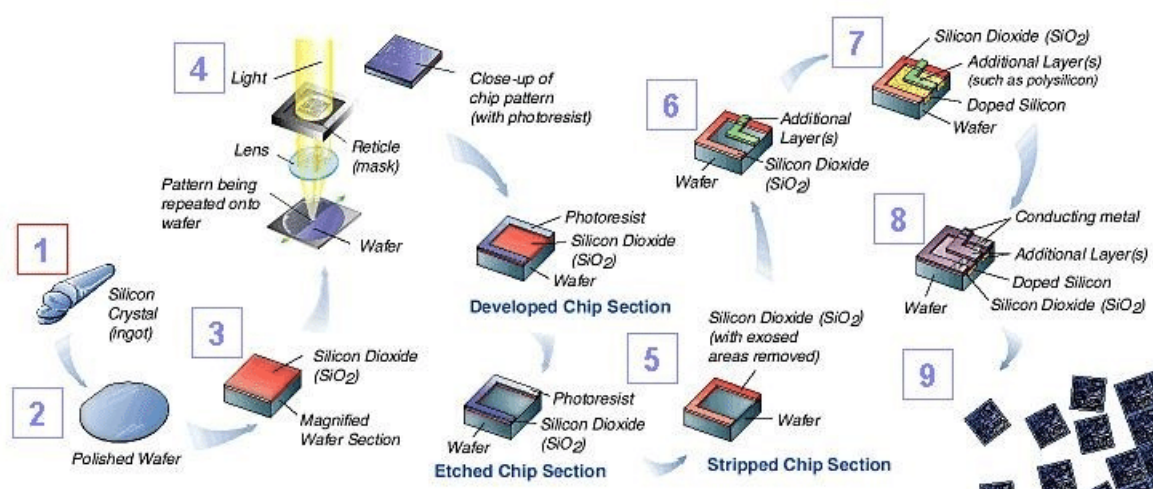 1
Silicon
Crystal
(ingot)
2
Polished Wafer
3
Silicon Dioxide
(SiO2)
Magnified
Wafer Section
4
Light
Lens
Reticle
(mask)
Pattern being
repeated onto
wafer
Wafer
Close-up of
chip pattern
(with photoresist)
Photoresist
Silicon Dioxide
(SiO2)
Wafer
Developed Chip Section
Photoresist
Silicon Dioxide
(SiO2)
Wafer
Etched Chip Section
5
Silicon Dioxide (SiO2)
(with exosed
areas removed)
Wafer
Stripped Chip Section
6
Additional
Layer(s)
Silicon Dioxide
(SiO2)
Wafer
7
Silicon Dioxide (SiO2)
Additional Layer(s)
(such as polysilicon)
Doped Silicon
Wafer
8
Conducting metal
Additional Layer(s)
Doped Silicon
Silicon Dioxide (SiO2)
Wafer
9